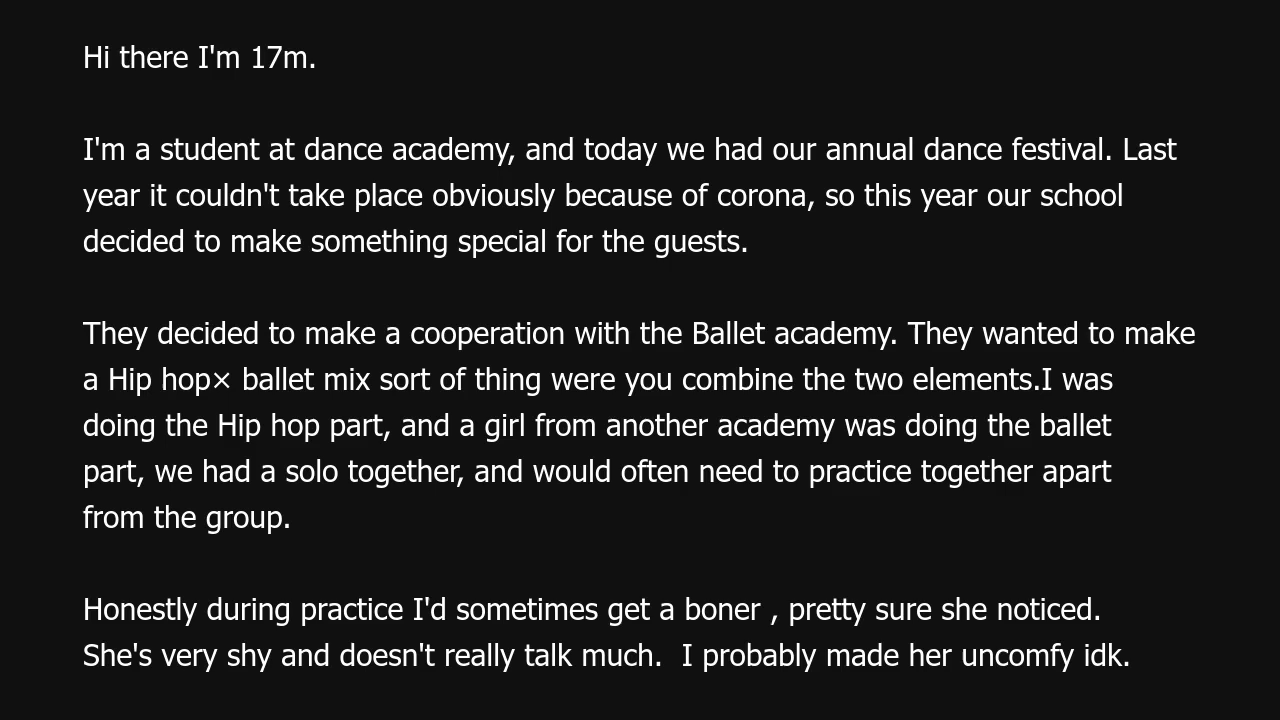 Hi there I'm 17m.
I'm a student at dance academy, and today we had our annual dance festival. Last
year it couldn't take place obviously because of corona, so this year our school
decided to make something special for the guests.
They decided to make a cooperation with the Ballet academy. They wanted to make
a Hip hop× ballet mix sort of thing were you combine the two elements.I was
doing the Hip hop part, and a girl from another academy was doing the ballet
part, we had a solo together, and would often need to practice together apart
from the group.
Honestly during practice I'd sometimes get a boner , pretty sure she noticed.
She's very shy and doesn't really talk much.  I probably made her uncomfy idk.